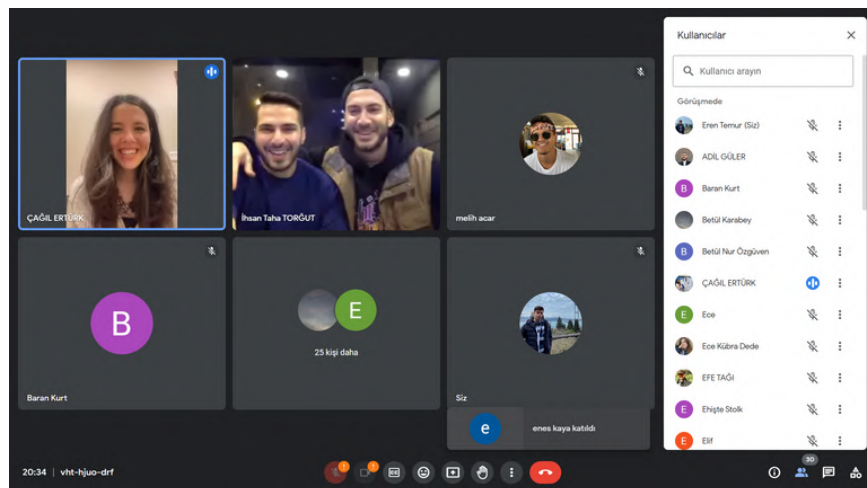 ÇAĞIL ERTÜRK
İhsan Taha TORĞUT
melih acar
B
Baran Kurt
E
25 kişi daha
Siz
e
enes kaya katıldı
20:34 | vht-hjuo-drf
30
Kullanıcılar
Kullanıcı arayın
Görüşmede
Eren Temur (Siz)
ADİL GÜLER
B
Baran Kurt
Betül Karabey
B
Betül Nur Özgüven
ÇAĞIL ERTÜRK
E
Ece
Ece Kübra Dede
EFE TAĞI
E
Ehişte Stolk
E
Elif